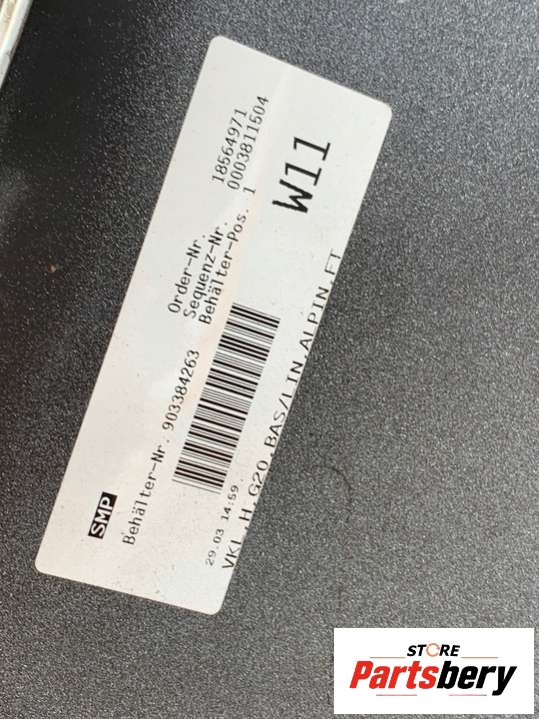 SMP
Order-Nr. 18564971
Sequenz-Nr. 0003811504
Behälter-Nr. 903384263 Behälter-Pos. 1
W11
29.03 14:59
VKL.H.G20.BAS/LIN.ALPIN.FT
STORE
Partsbery